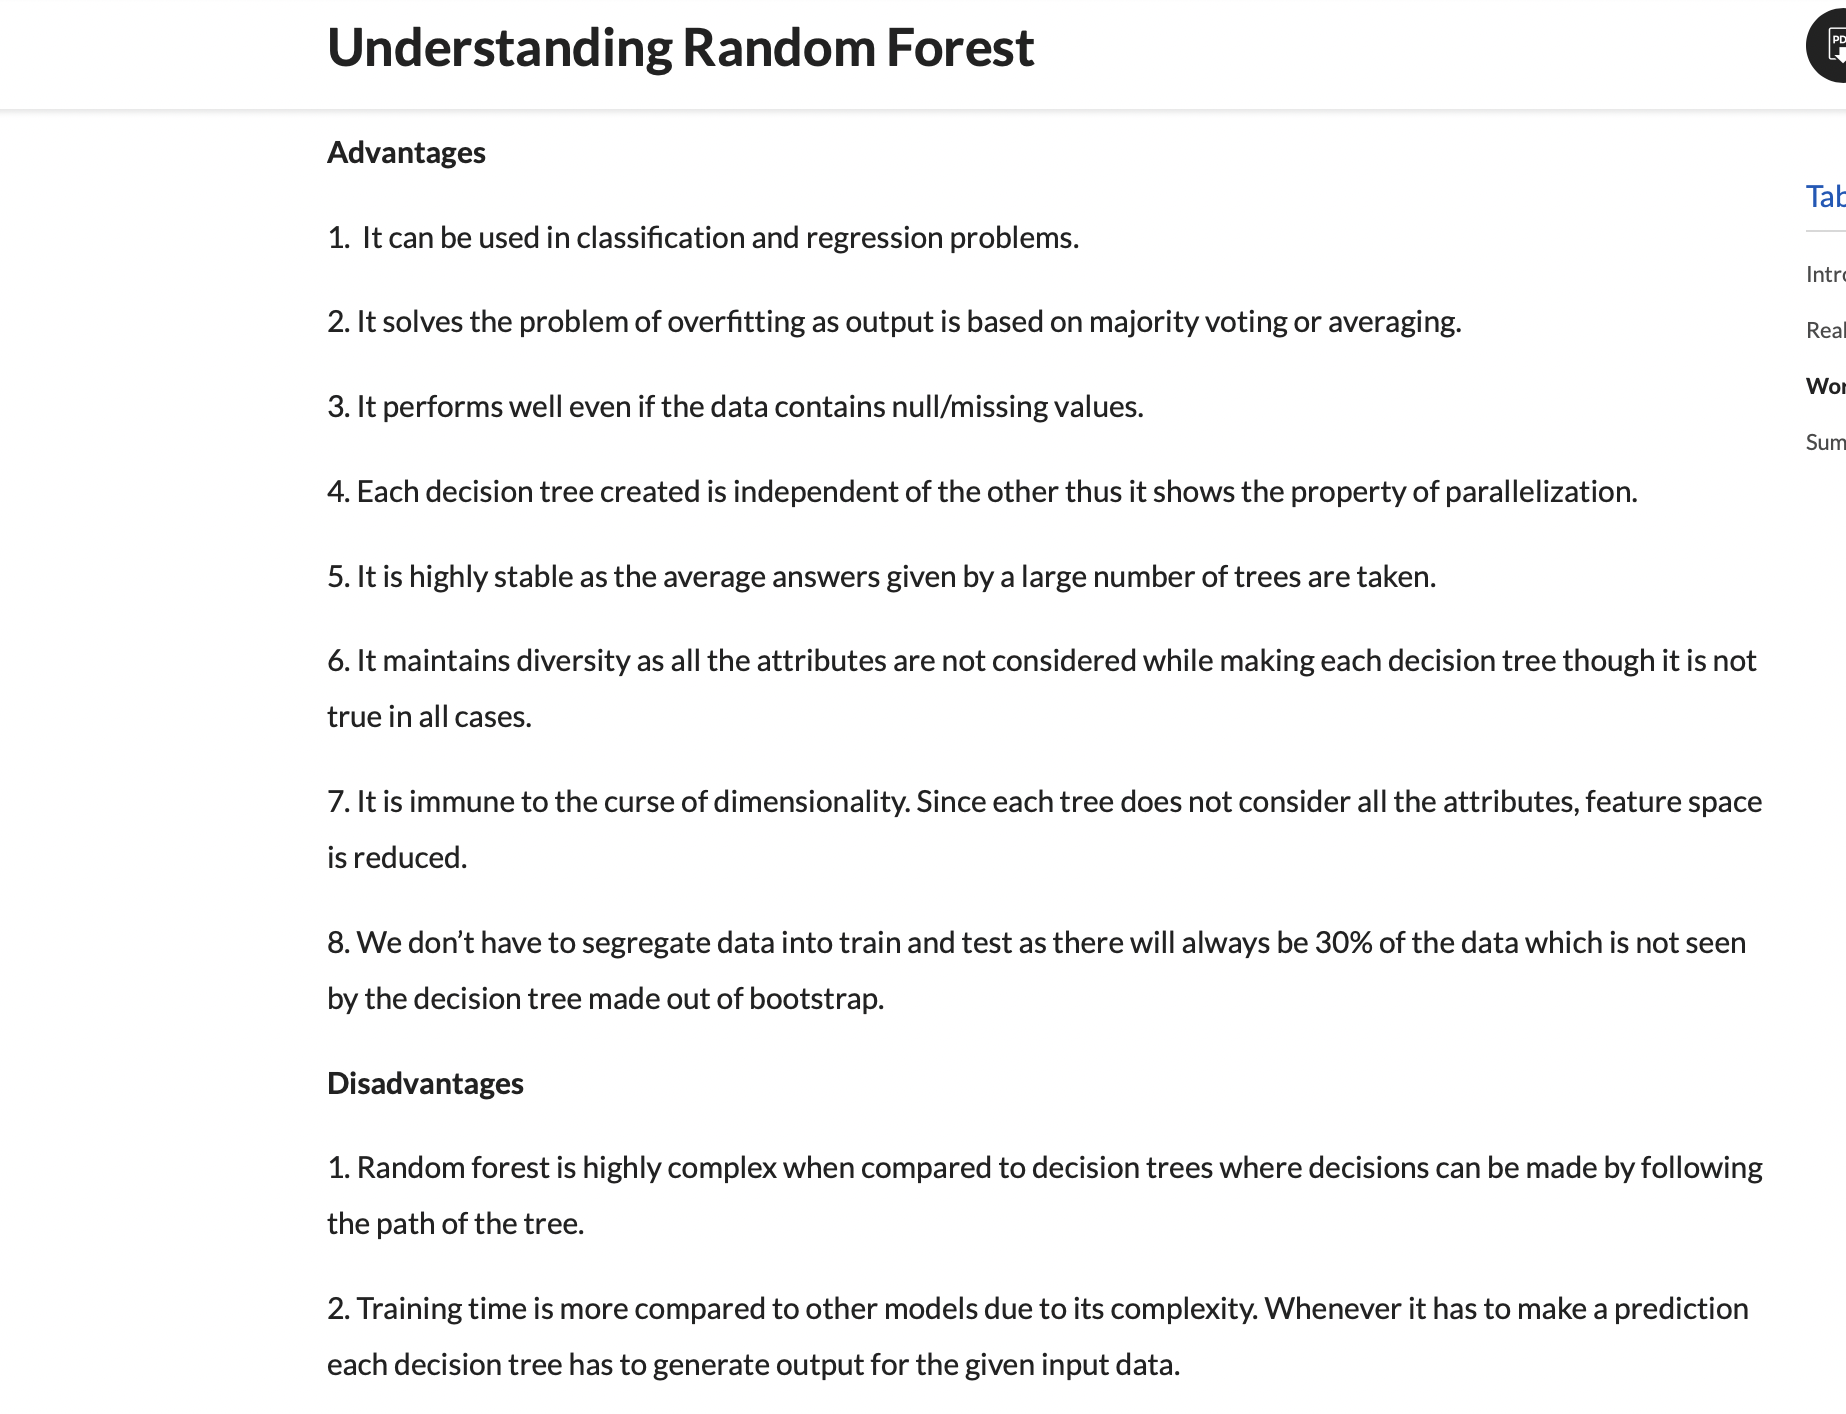 Understanding Random Forest
PD
Advantages
Tab
1. It can be used in classification and regression problems.
Intro
2. It solves the problem of overfitting as output is based on majority voting or averaging.
Real
3. It performs well even if the data contains null/missing values.
Wor
Sum
4. Each decision tree created is independent of the other thus it shows the property of parallelization.
5. It is highly stable as the average answers given by a large number of trees are taken.
6. It maintains diversity as all the attributes are not considered while making each decision tree though it is not
true in all cases.
7. It is immune to the curse of dimensionality. Since each tree does not consider all the attributes, feature space
is reduced.
8. We don’t have to segregate data into train and test as there will always be 30% of the data which is not seen
by the decision tree made out of bootstrap.
Disadvantages
1. Random forest is highly complex when compared to decision trees where decisions can be made by following
the path of the tree.
2. Training time is more compared to other models due to its complexity. Whenever it has to make a prediction
each decision tree has to generate output for the given input data.